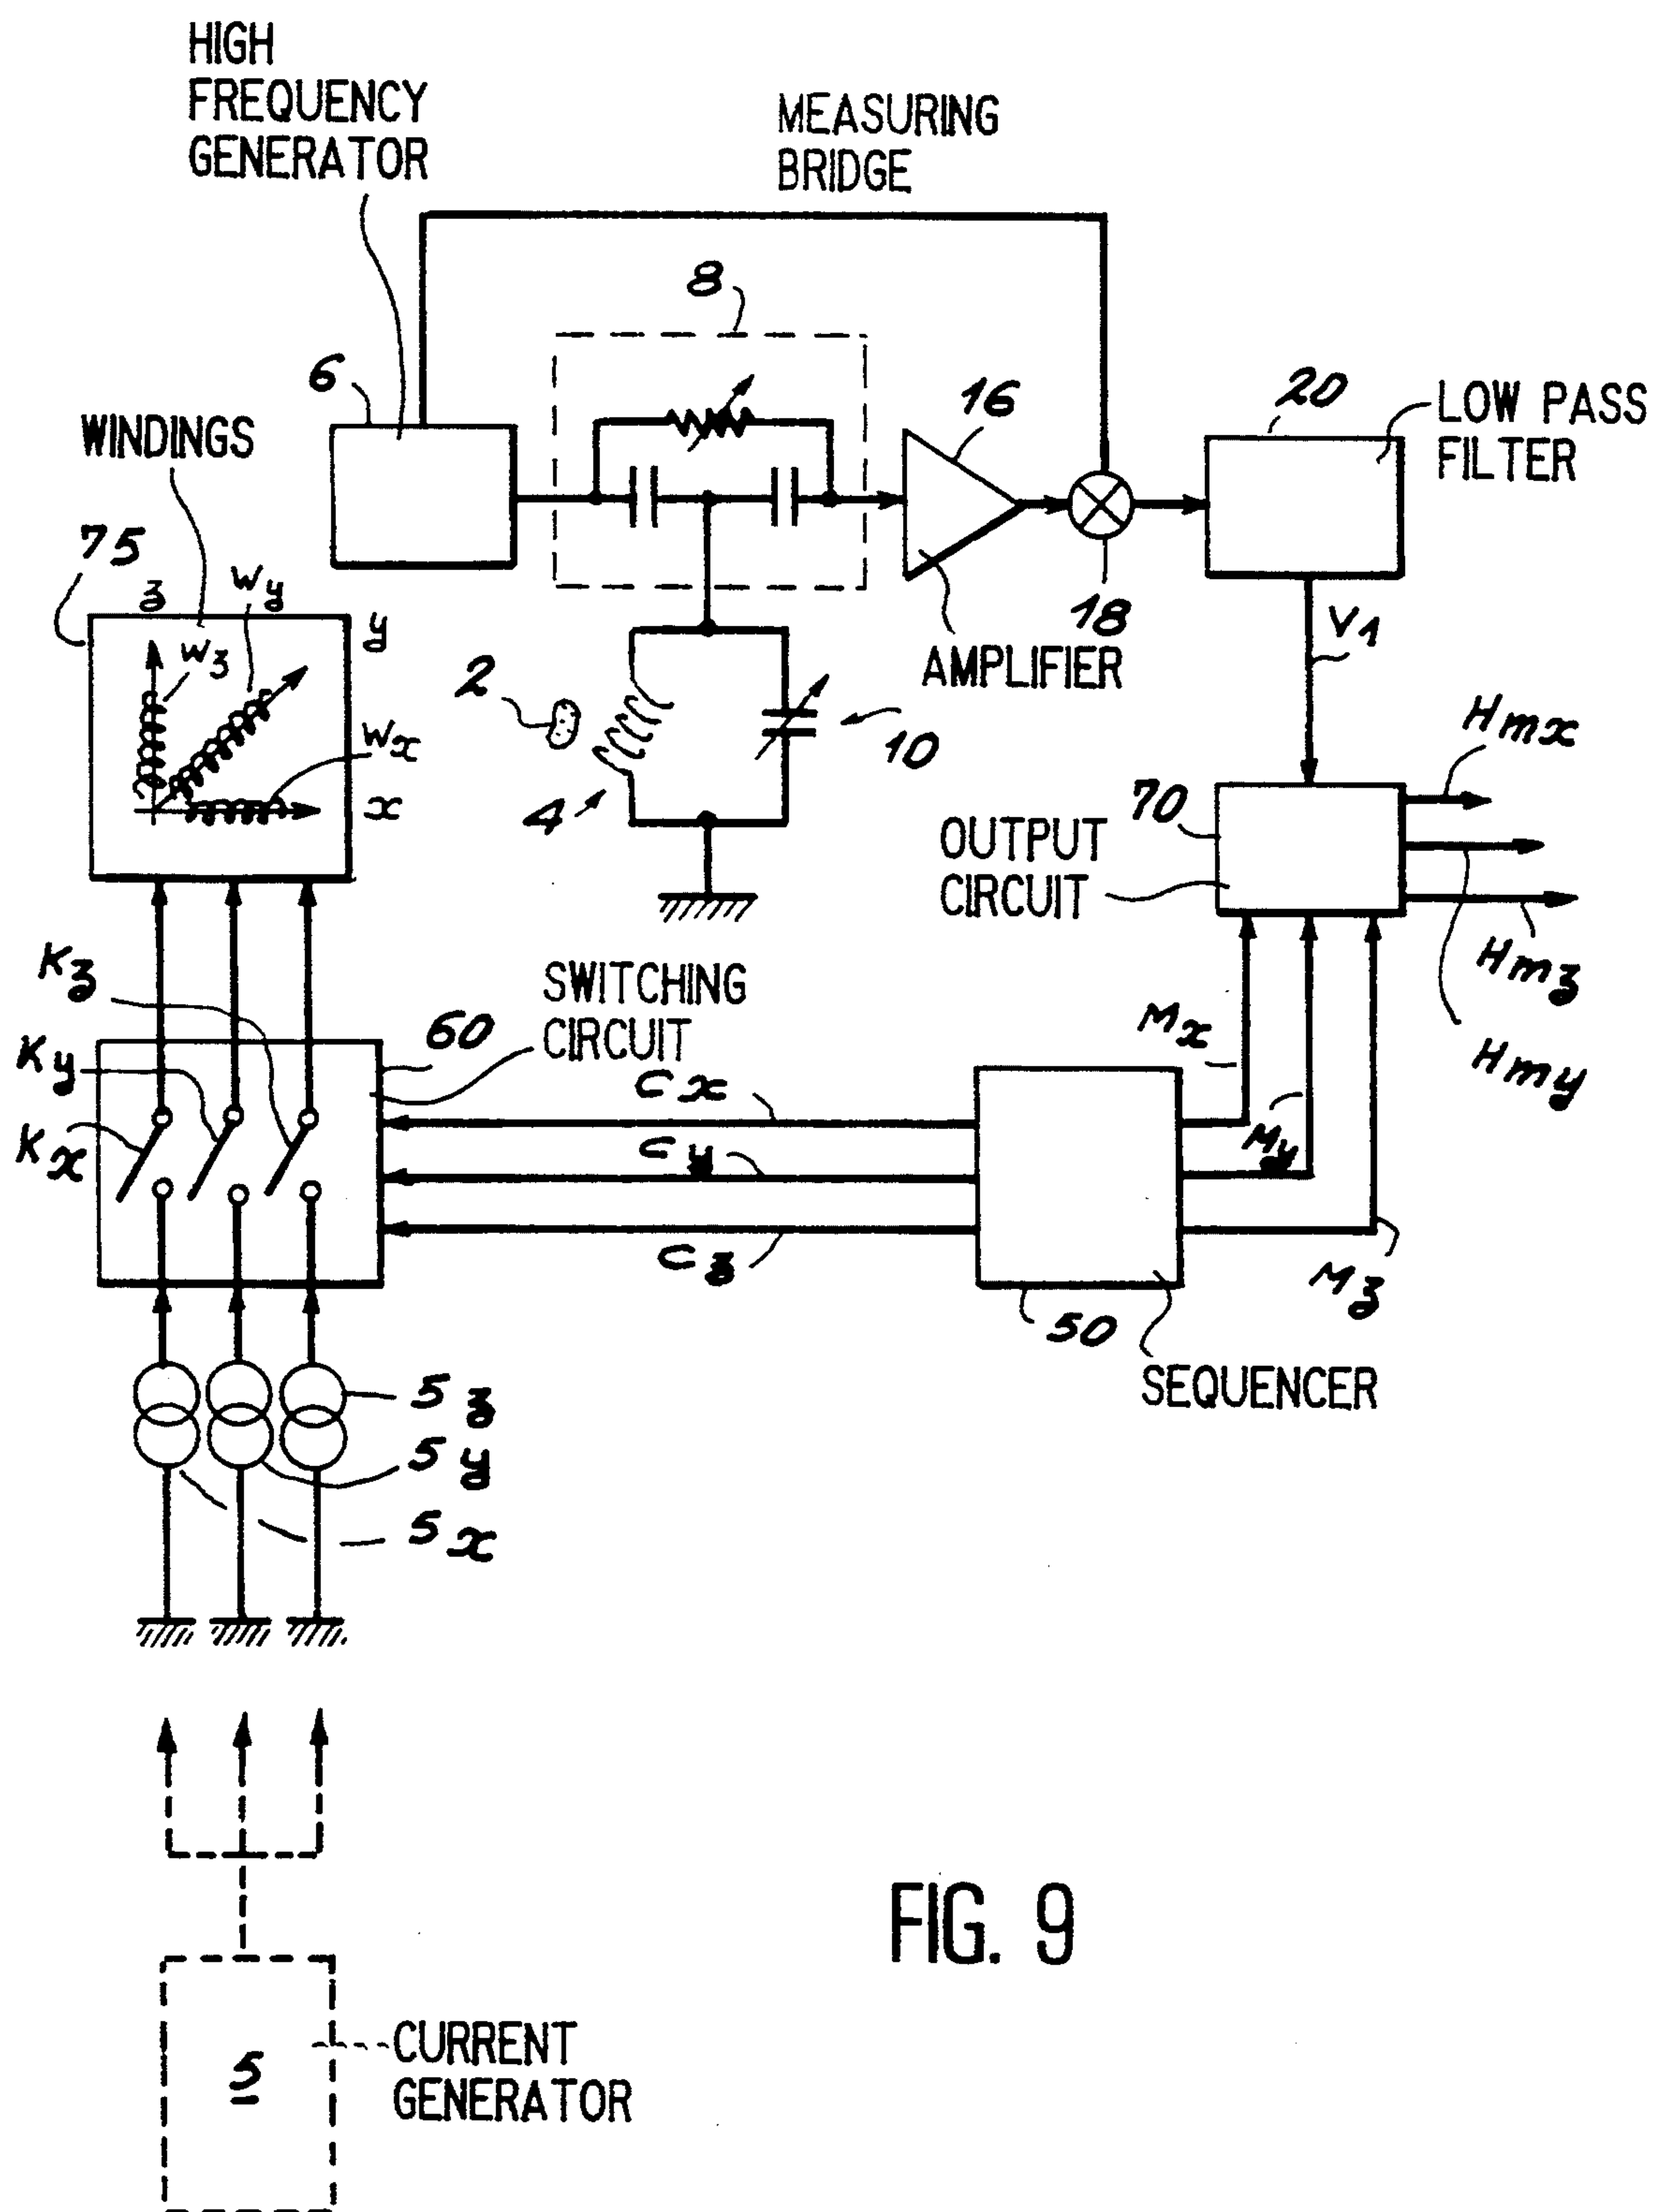 HIGH
FREQUENCY
GENERATOR
MEASURING
BRIDGE
8
6
16
20
LOW PASS
FILTER
WINDINGS
75
z
Wy
y
Wz
Wx
x
18
V1
AMPLIFIER
2
10
4
Hmx
70
OUTPUT
CIRCUIT
Hmz
Hmy
Kz
SWITCHING
CIRCUIT
60
Ky
Kx
Cx
Cy
Cz
Mx
My
Mz
50
SEQUENCER
5z
5y
5x
FIG. 9
5
CURRENT
GENERATOR